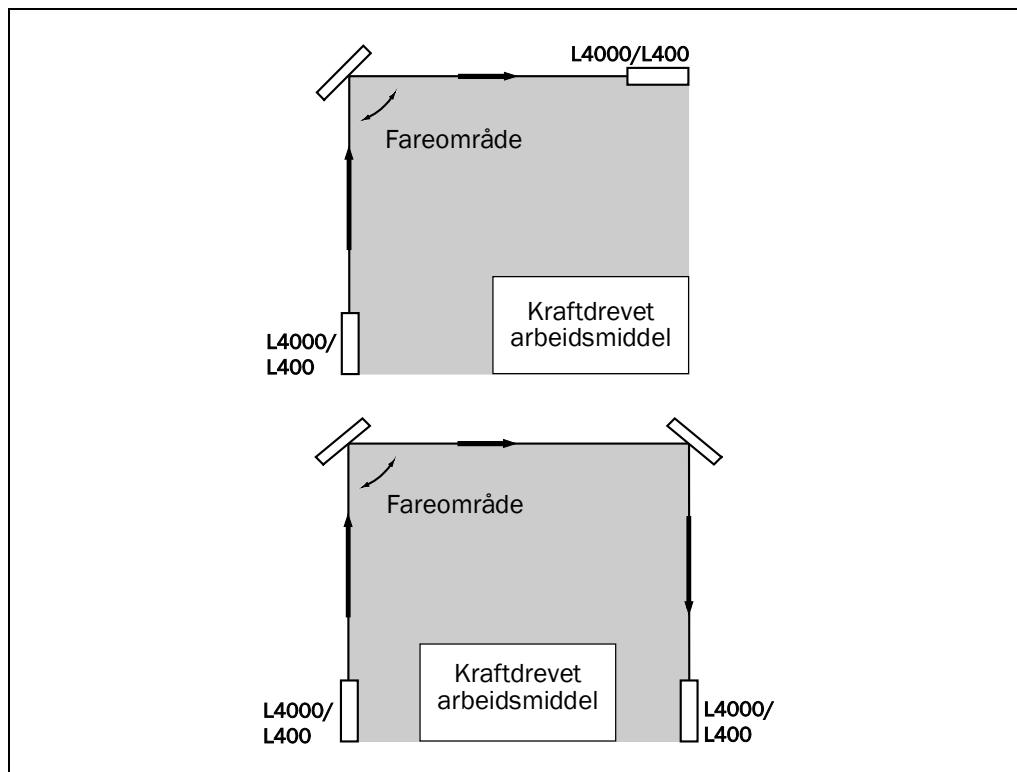 L4000/L400
Fareområde
Kraftdrevet
arbeidsmiddel
L4000/
L400
Fareområde
Kraftdrevet
arbeidsmiddel
L4000/
L400
L4000/
L400